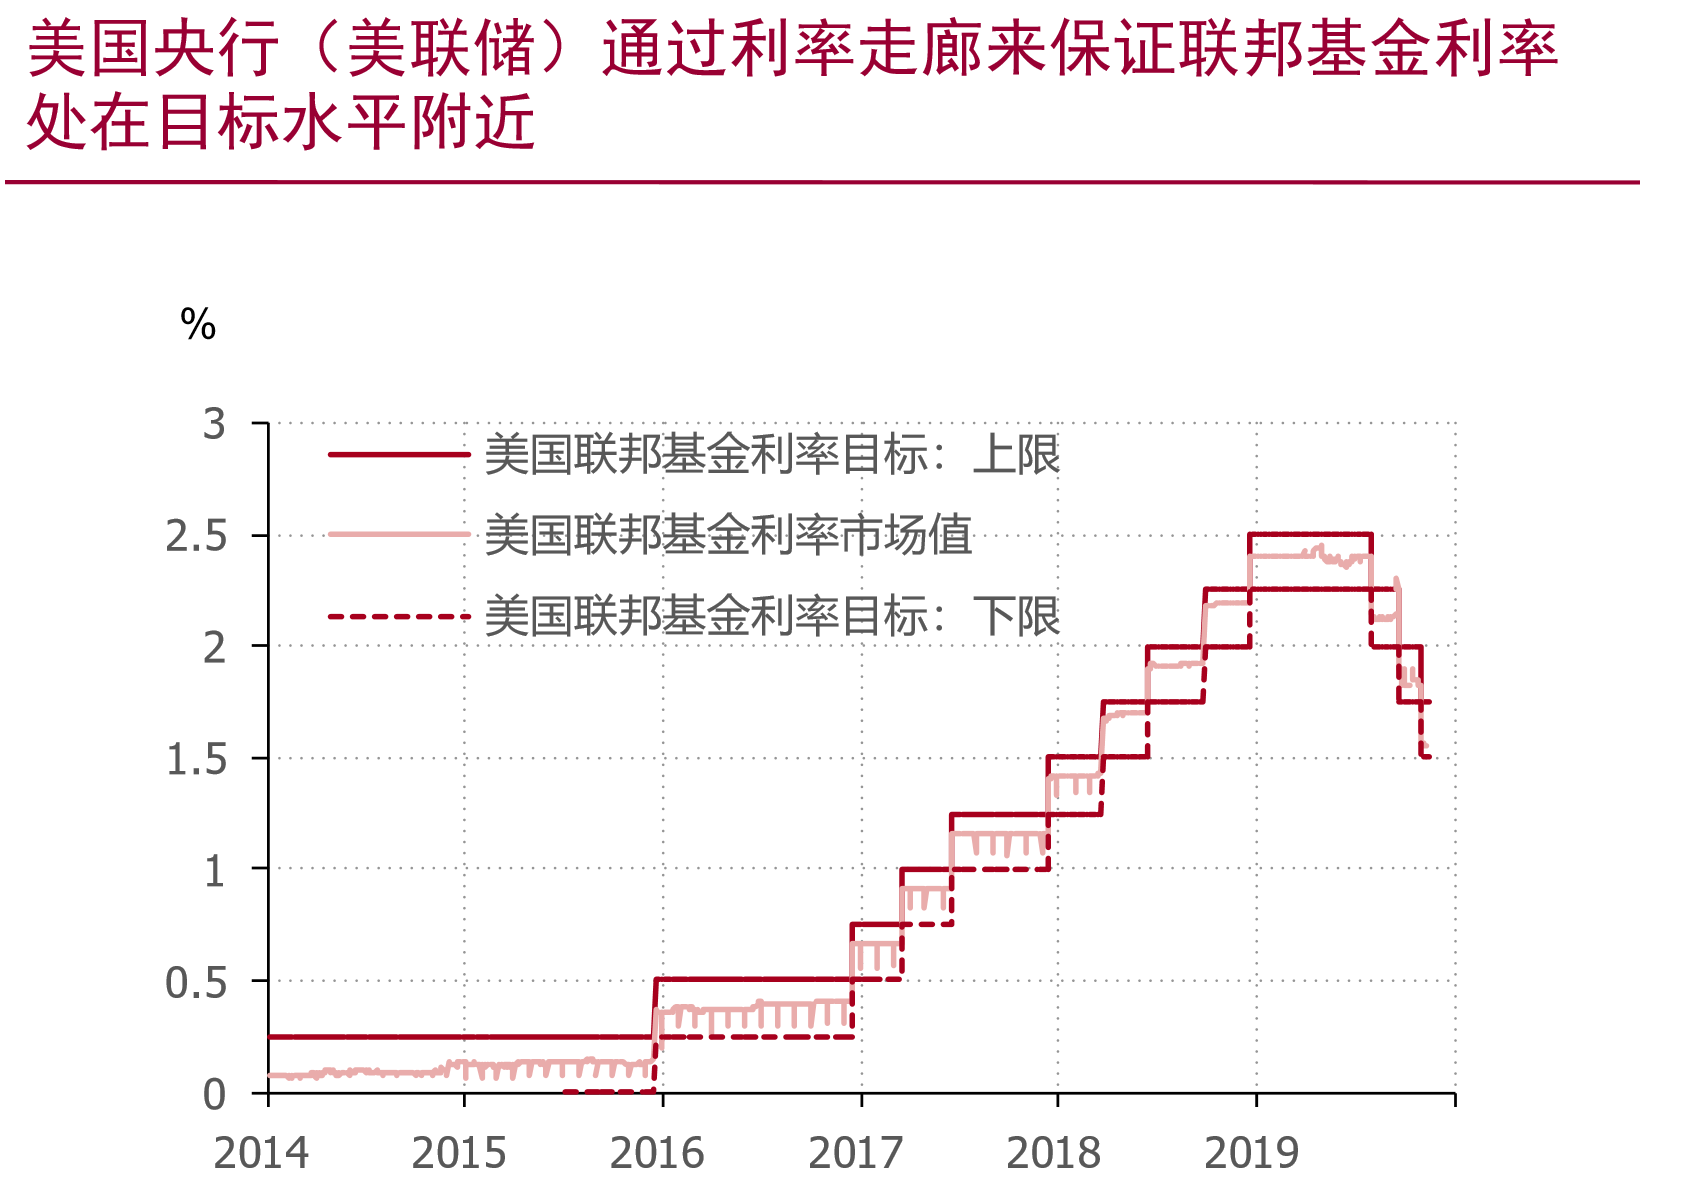 美国央行（美联储）通过利率走廊来保证联邦基金利率
处在目标水平附近
%
3
2.5
2
1.5
1
0.5
0
美国联邦基金利率目标：上限
美国联邦基金利率市场值
美国联邦基金利率目标：下限
2014 2015 2016 2017 2018 2019